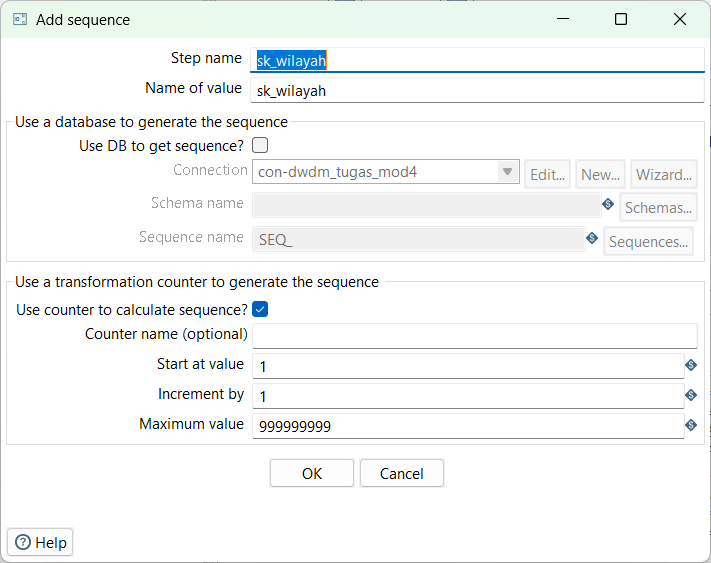 Add sequence
Step name sk_wilayah
Name of value sk_wilayah
Use a database to generate the sequence
Use DB to get sequence?
Connection con-dwdm_tugas_mod4 Edit... New... Wizard...
Schema name Schemas...
Sequence name SEQ_ Sequences...
Use a transformation counter to generate the sequence
Use counter to calculate sequence?
Counter name (optional)
Start at value 1
Increment by 1
Maximum value 999999999
OK Cancel
Help